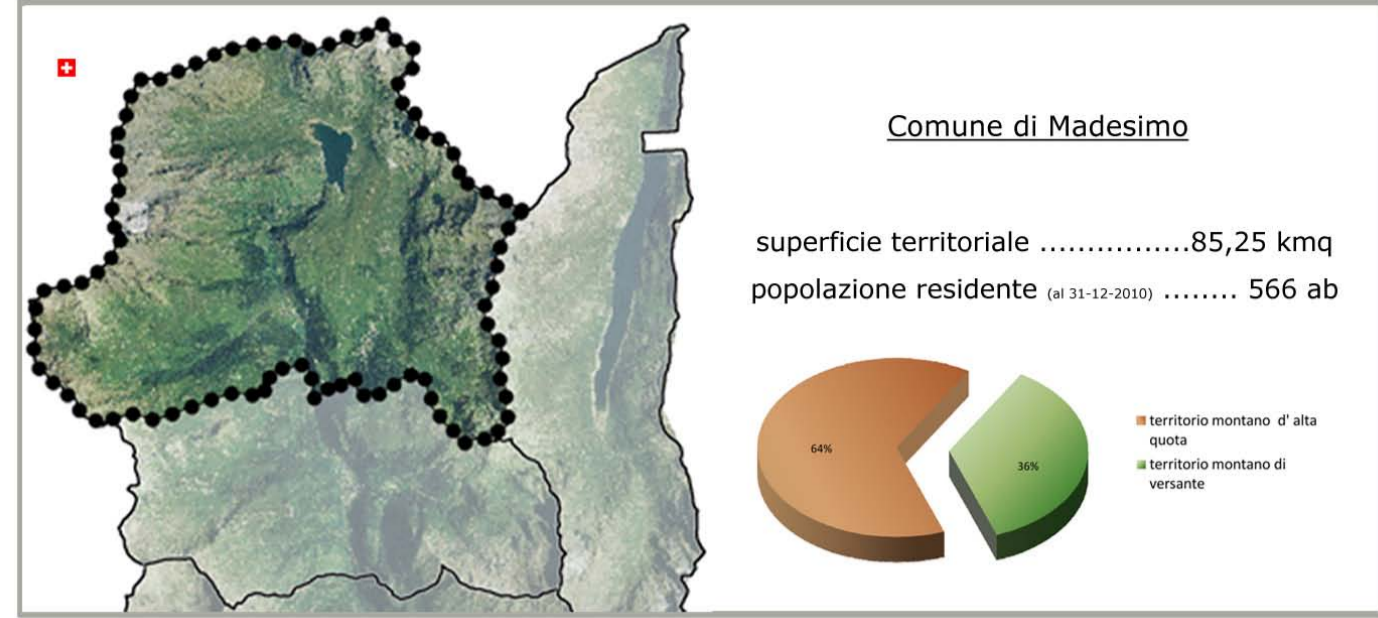 Comune di Madesimo
superficie territoriale ................85,25 kmq
popolazione residente (al 31-12-2010) ........ 566 ab
64%
36%
territorio montano d' alta
quota
territorio montano di
versante